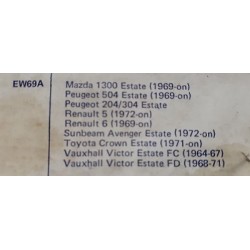 EW69A Mazda 1300 Estate (1969-on)
Peugeot 504 Estate (1969-on)
Peugeot 204/304 Estate
Renault 5 (1972-on)
Renault 6 (1969-on)
Sunbeam Avenger Estate (1972-on)
Toyota Crown Estate (1971-on)
Vauxhall Victor Estate FC (1964-67)
Vauxhall Victor Estate FD (1968-71)